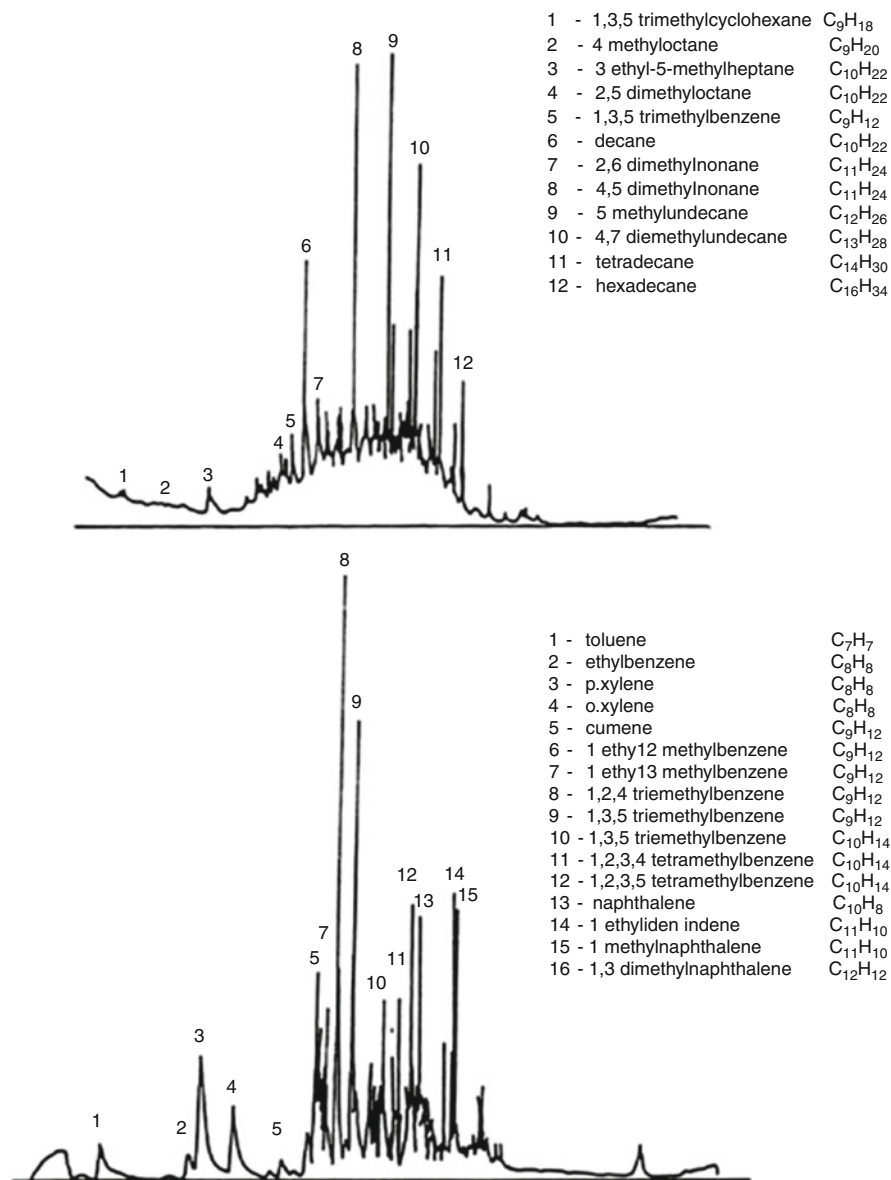 1 - 1,3,5 trimethylcyclohexane C₉H₁₈
2 - 4 methyloctane C₉H₂₀
3 - 3 ethyl-5-methylheptane C₁₀H₂₂
4 - 2,5 dimethyloctane C₁₀H₂₂
5 - 1,3,5 trimethylbenzene C₉H₁₂
6 - decane C₁₀H₂₂
7 - 2,6 dimethylnonane C₁₁H₂₄
8 - 4,5 dimethylnonane C₁₁H₂₄
9 - 5 methylundecane C₁₂H₂₆
10 - 4,7 diemethylundecane C₁₃H₂₈
11 - tetradecane C₁₄H₃₀
12 - hexadecane C₁₆H₃₄
1
2
3
4
5
6
7
8
9
10
11
12
1 - toluene C₇H₇
2 - ethylbenzene C₈H₈
3 - p.xylene C₈H₈
4 - o.xylene C₈H₈
5 - cumene C₉H₁₂
6 - 1 ethy12 methylbenzene C₉H₁₂
7 - 1 ethy13 methylbenzene C₉H₁₂
8 - 1,2,4 triemethylbenzene C₉H₁₂
9 - 1,3,5 triemethylbenzene C₉H₁₂
10 - 1,3,5 triemethylbenzene C₁₀H₁₄
11 - 1,2,3,4 tetramethylbenzene C₁₀H₁₄
12 - 1,2,3,5 tetramethylbenzene C₁₀H₁₄
13 - naphthalene C₁₀H₈
14 - 1 ethyliden indene C₁₁H₁₀
15 - 1 methylnaphthalene C₁₁H₁₀
16 - 1,3 dimethylnaphthalene C₁₂H₁₂
1
2
3
4
5
5
7
8
9
10
11
12
13
14
15